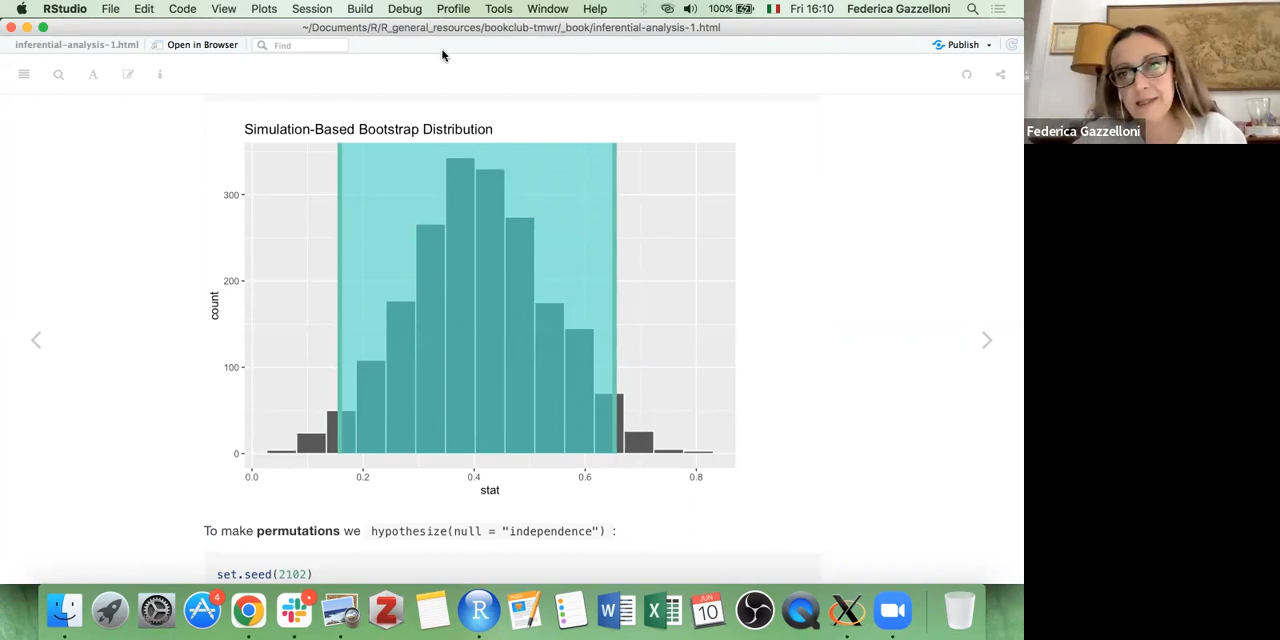 RStudio File Edit Code View Plots Session Build Debug Profile Tools Window Help 100% Fri 16:10 Federica Gazzelloni
~/Documents/R/R_general_resources/bookclub-tmwr/_book/inferential-analysis-1.html
inferential-analysis-1.html Open in Browser Find Publish
A i
Federica Gazzelloni
Simulation-Based Bootstrap Distribution
300
200
100
0
count
0.0 0.2 0.4 0.6 0.8
stat
To make permutations we hypothesize(null = "independence") :
set.seed(2102)
4
Z R W X JUN
10 X